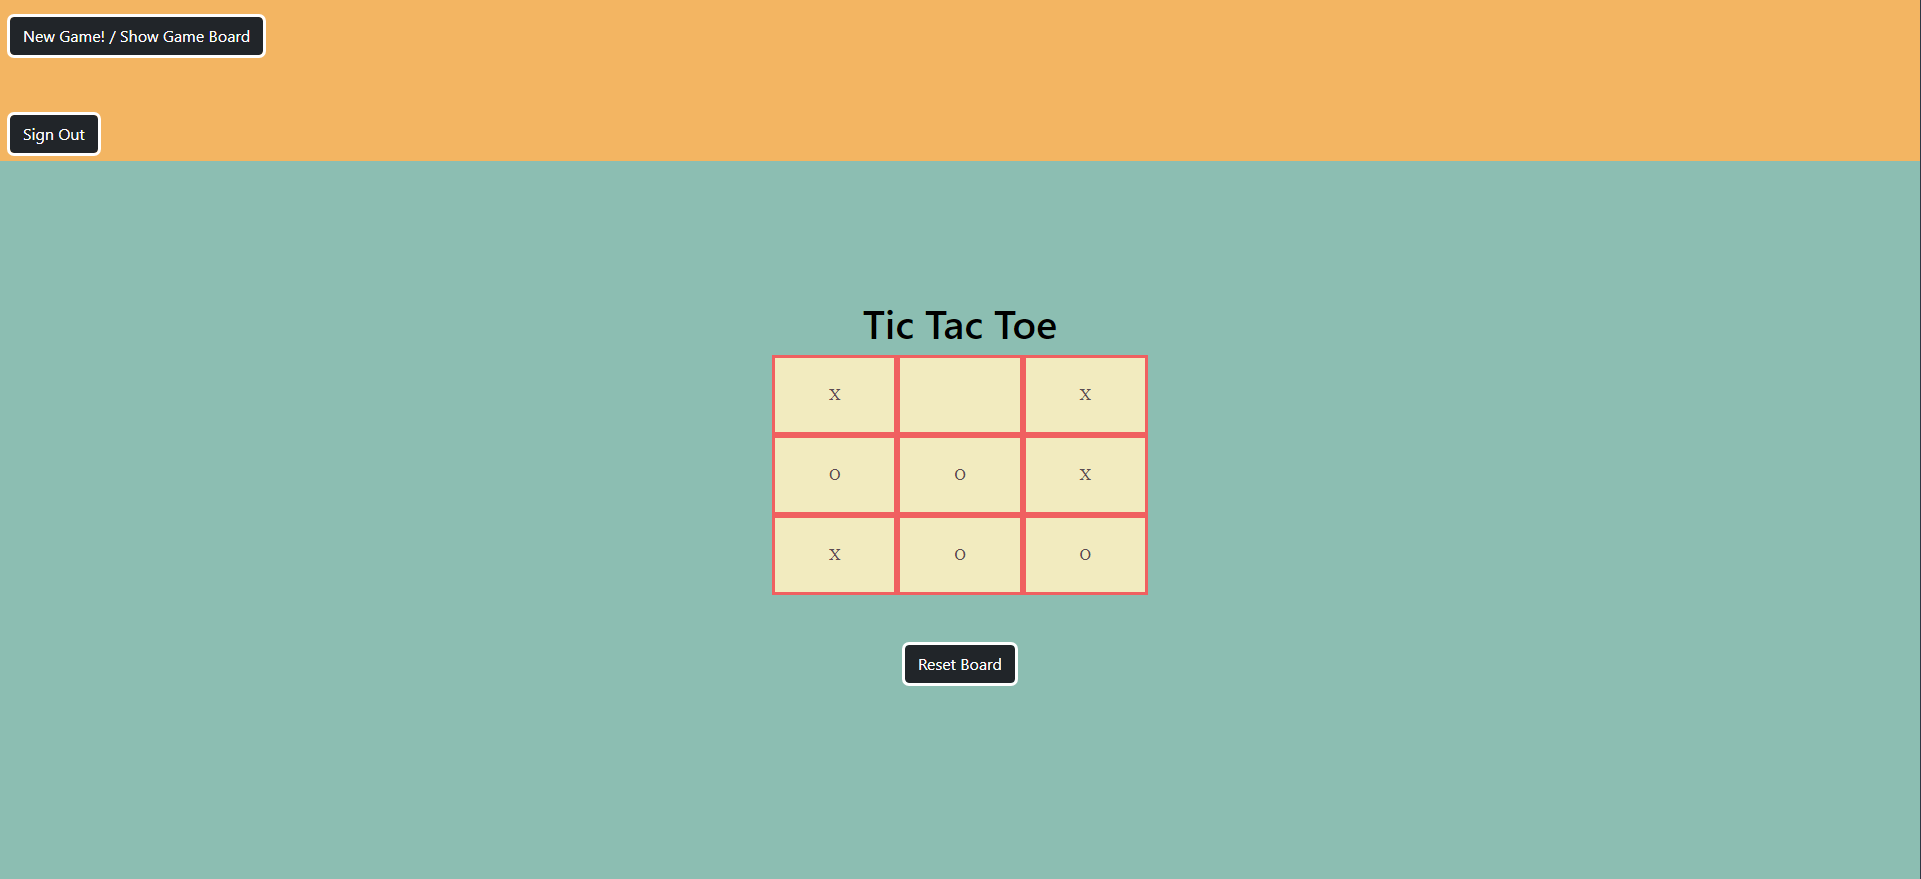 New Game! / Show Game Board
Sign Out
Tic Tac Toe
X X
O O X
X O O
Reset Board